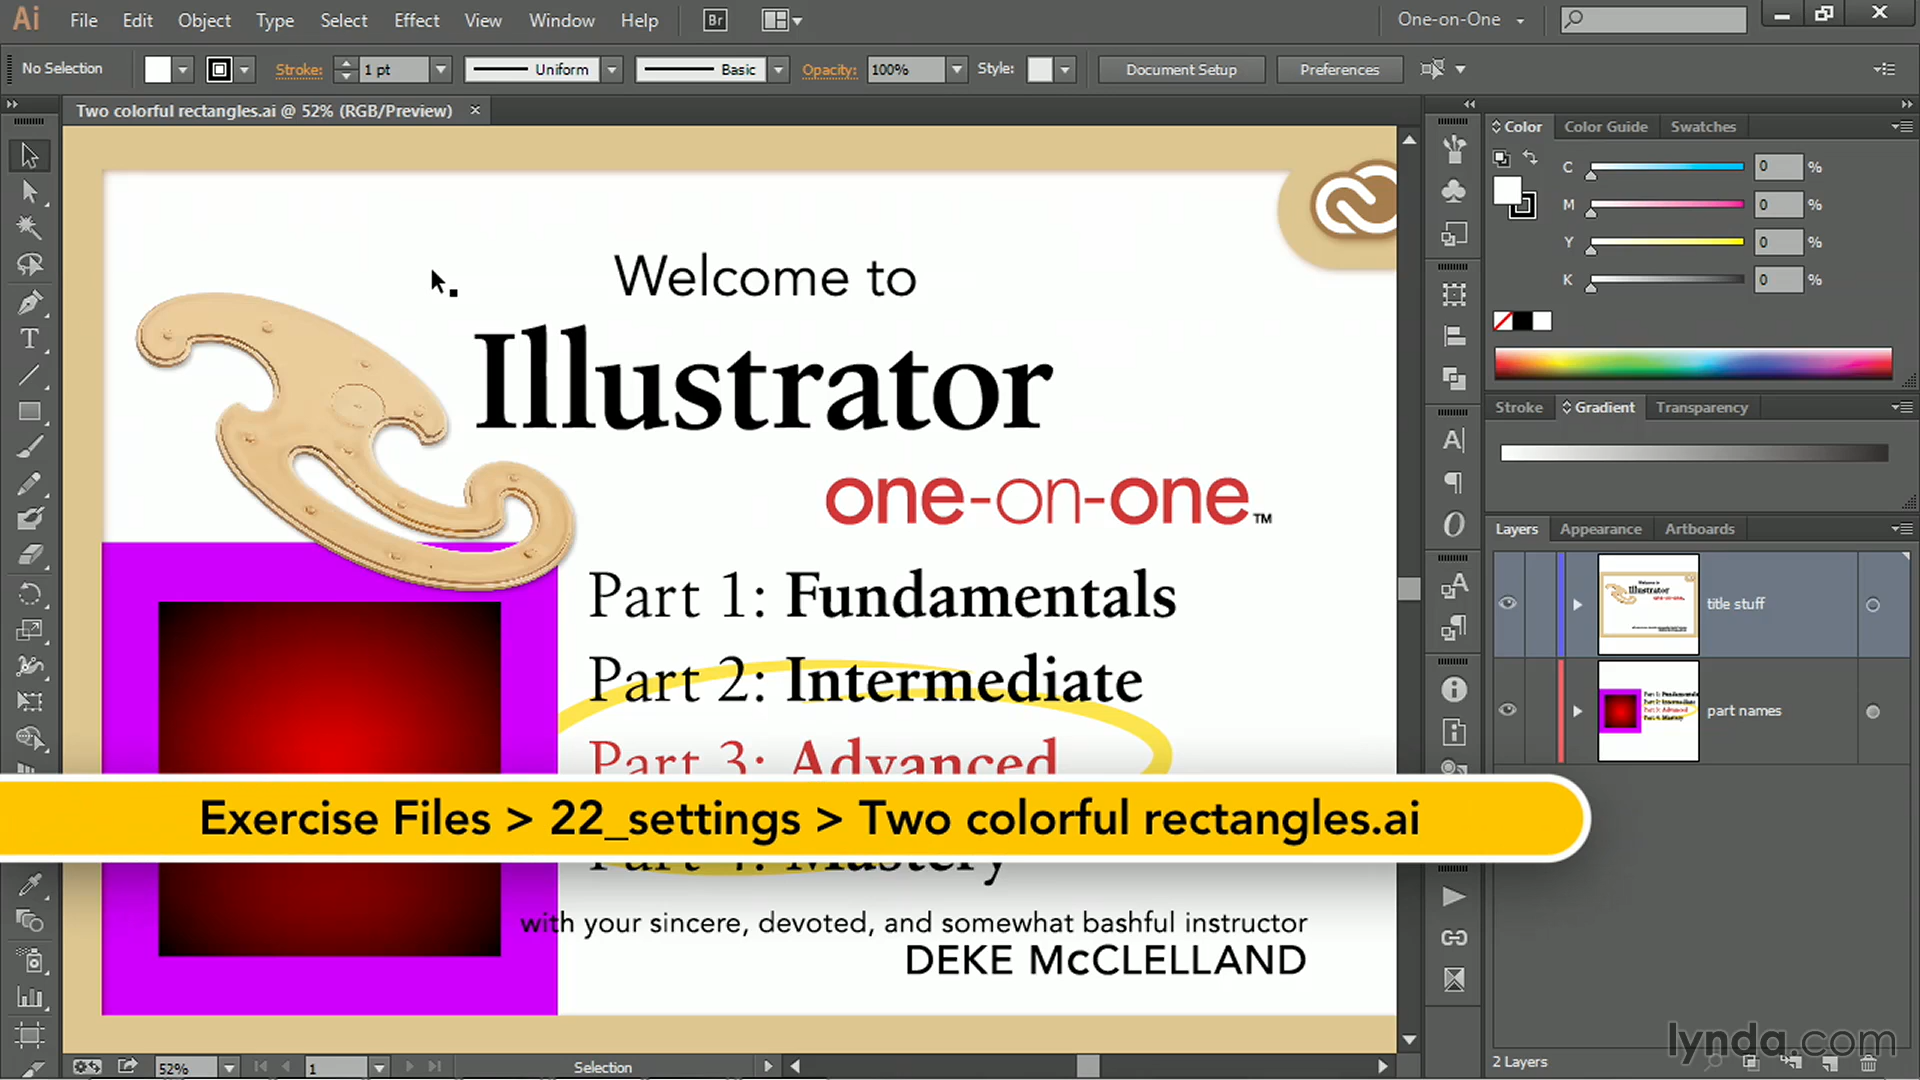 Ai File Edit Object Type Select Effect View Window Help Br One-on-One
No Selection Stroke: 1 pt Uniform Basic Opacity: 100% Style: Document Setup Preferences
Two colorful rectangles.ai @ 52% (RGB/Preview)
Color Color Guide Swatches
C 0 %
M 0 %
Y 0 %
K 0 %
Stroke Gradient Transparency
Layers Appearance Artboards
title stuff
part names
Welcome to
Illustrator
one-on-one™
Part 1: Fundamentals
Part 2: Intermediate
Part 3: Advanced
Exercise Files > 22_settings > Two colorful rectangles.ai
Part 4: Mastery
with your sincere, devoted, and somewhat bashful instructor
DEKE McCLELLAND
lynda.com
52% 1 Selection 2 Layers